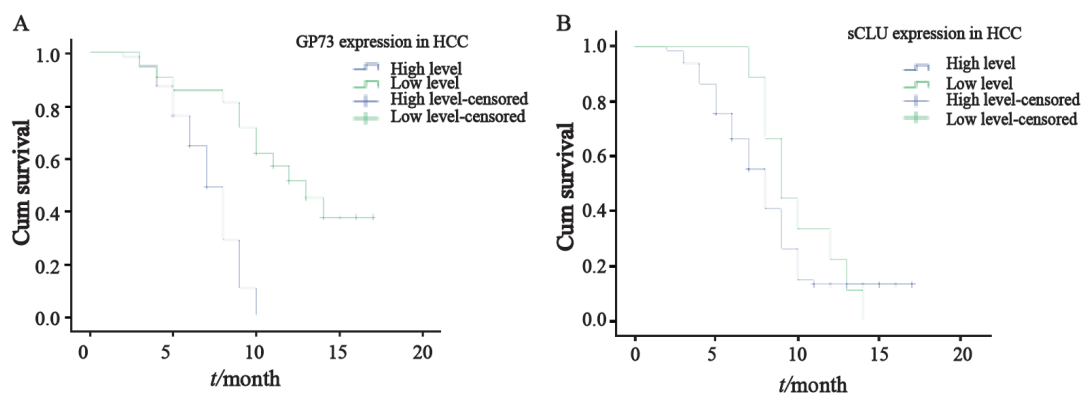 A
GP73 expression in HCC
High level
Low level
High level-censored
Low level-censored
Cum survival
1.0
0.8
0.6
0.4
0.2
0.0
0 5 10 15 20
t/month
B
sCLU expression in HCC
High level
Low level
High level-censored
Low level-censored
Cum survival
1.0
0.8
0.6
0.4
0.2
0.0
0 5 10 15 20
t/month